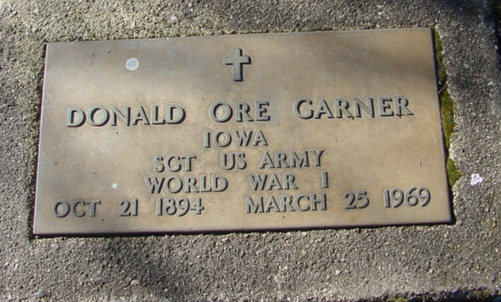 DONALD ORE GARNER
IOWA
SGT US ARMY
WORLD WAR I
OCT 21 1894 MARCH 25 1969